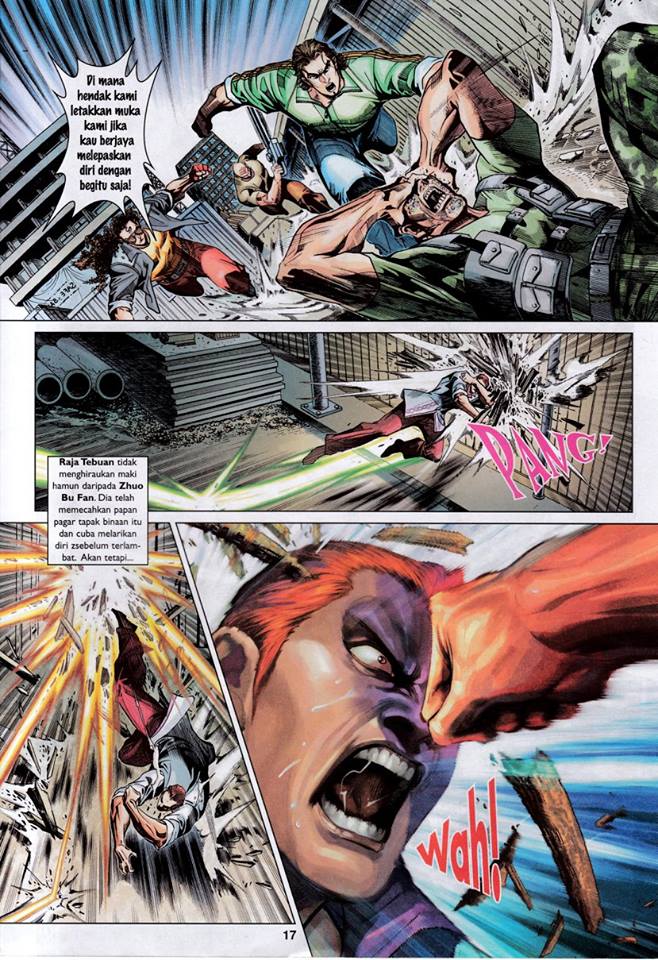 Di mana
hendak kami
letakkan muka
kami jika
kau berjaya
melepaskan
diri dengan
begitu saja!
PANG!
Raja Tebuan tidak
menghiraukan maki
hamun daripada Zhuo
Bu Fan. Dia telah
memecahkan papan
pagar tapak binaan itu
dan cuba melarikan
diri zsebelum terlam-
bat. Akan tetapi...
Wah!
17